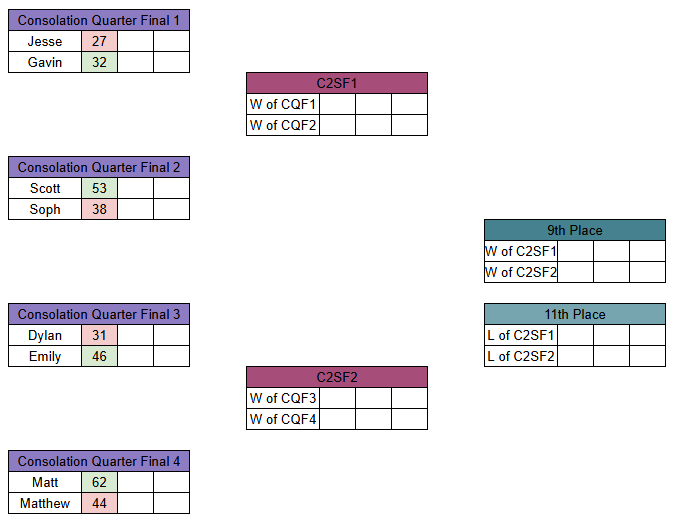 Consolation Quarter Final 1
Jesse 27
Gavin 32
C2SF1
W of CQF1
W of CQF2
Consolation Quarter Final 2
Scott 53
Soph 38
9th Place
W of C2SF1
W of C2SF2
Consolation Quarter Final 3
Dylan 31
Emily 46
11th Place
L of C2SF1
L of C2SF2
C2SF2
W of CQF3
W of CQF4
Consolation Quarter Final 4
Matt 62
Matthew 44